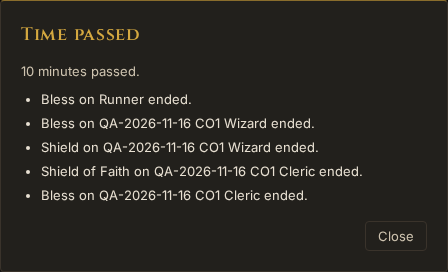 Time passed
10 minutes passed.
• Bless on Runner ended.
• Bless on QA-2026-11-16 CO1 Wizard ended.
• Shield on QA-2026-11-16 CO1 Wizard ended.
• Shield of Faith on QA-2026-11-16 CO1 Cleric ended.
• Bless on QA-2026-11-16 CO1 Cleric ended.
Close